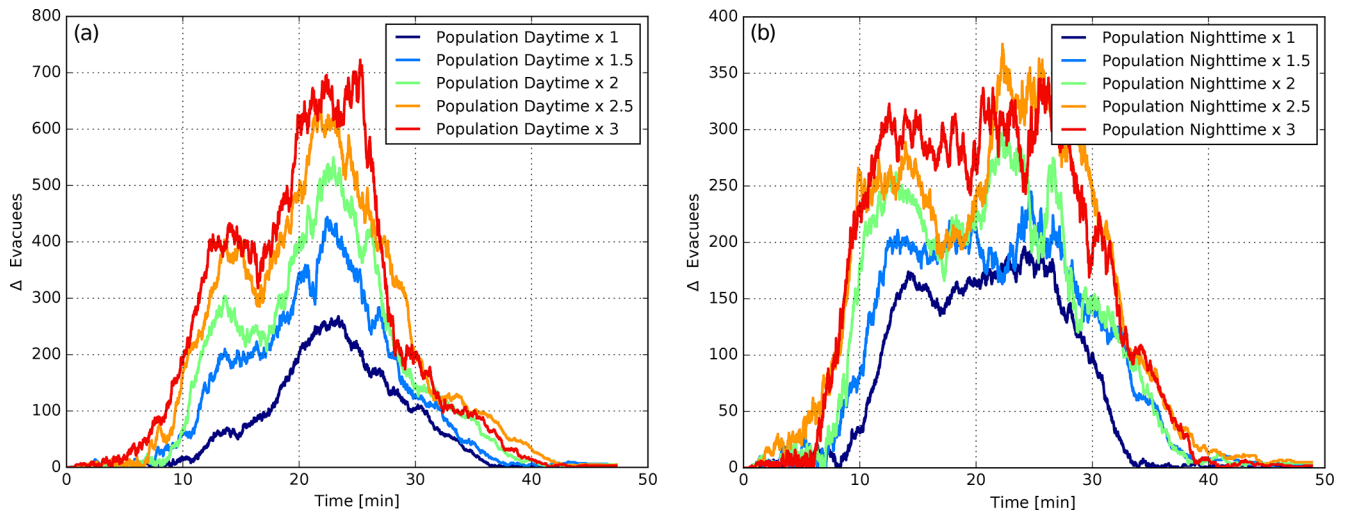 (a)
Population Daytime x 1
Population Daytime x 1.5
Population Daytime x 2
Population Daytime x 2.5
Population Daytime x 3
800
700
600
500
400
300
200
100
0
Δ Evacuees
0 10 20 30 40 50
Time [min]
(b)
Population Nighttime x 1
Population Nighttime x 1.5
Population Nighttime x 2
Population Nighttime x 2.5
Population Nighttime x 3
400
350
300
250
200
150
100
50
0
Δ Evacuees
0 10 20 30 40 50
Time [min]